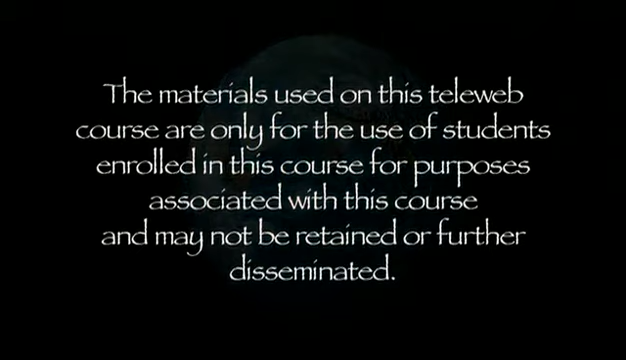 The materials used on this teleweb
course are only for the use of students
enrolled in this course for purposes
associated with this course
and may not be retained or further
disseminated.